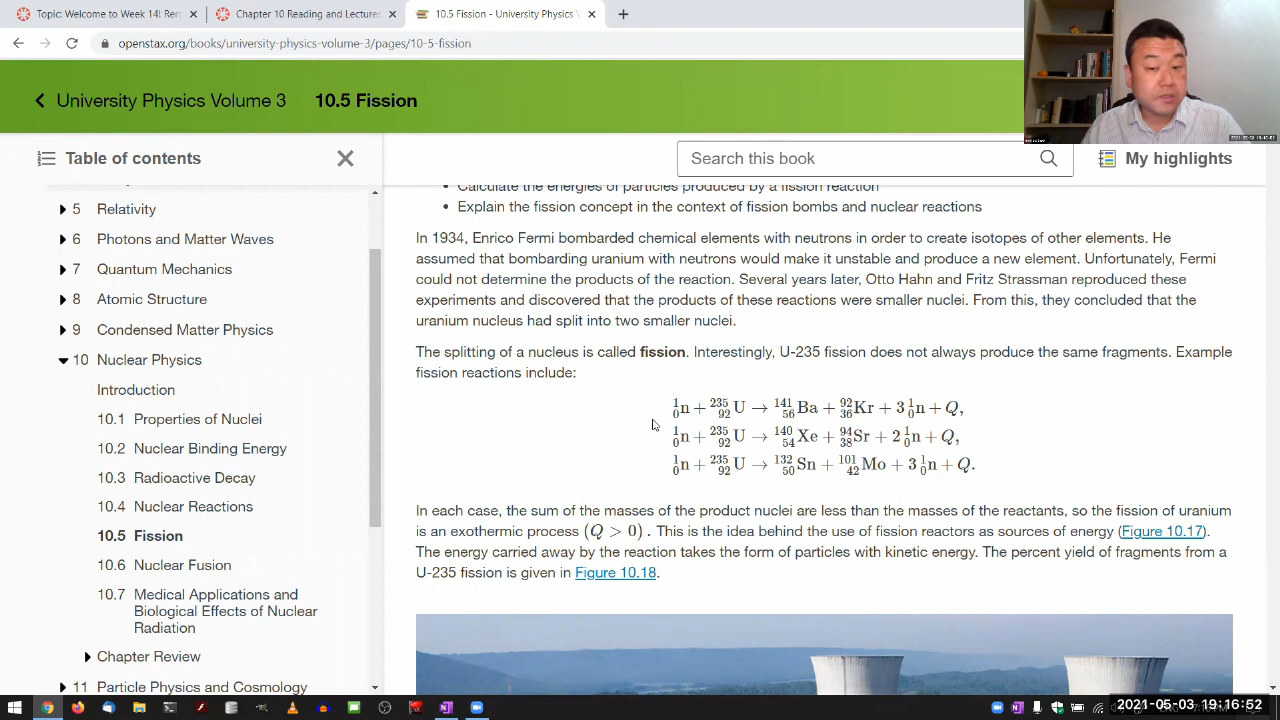 Topic: Welcome to Week 14! Rem
Chapter 10 Reading and Lectures
10.5 Fission - University Physics V
openstax.org/books/university-physics-volume-3/pages/10-5-fission
University Physics Volume 3 10.5 Fission
Table of contents
Search this book
My highlights
5 Relativity
6 Photons and Matter Waves
7 Quantum Mechanics
8 Atomic Structure
9 Condensed Matter Physics
10 Nuclear Physics
Introduction
10.1 Properties of Nuclei
10.2 Nuclear Binding Energy
10.3 Radioactive Decay
10.4 Nuclear Reactions
10.5 Fission
10.6 Nuclear Fusion
10.7 Medical Applications and
Biological Effects of Nuclear
Radiation
Chapter Review
11 Particle Physics and Cosmology
• Calculate the energies of particles produced by a fission reaction
• Explain the fission concept in the context of fission bombs and nuclear reactions
In 1934, Enrico Fermi bombarded chemical elements with neutrons in order to create isotopes of other elements. He
assumed that bombarding uranium with neutrons would make it unstable and produce a new element. Unfortunately, Fermi
could not determine the products of the reaction. Several years later, Otto Hahn and Fritz Strassman reproduced these
experiments and discovered that the products of these reactions were smaller nuclei. From this, they concluded that the
uranium nucleus had split into two smaller nuclei.
The splitting of a nucleus is called fission. Interestingly, U-235 fission does not always produce the same fragments. Example
fission reactions include:
¹₀n + ²³⁵₉₂U → ¹⁴¹₅₆Ba + ⁹²₃₆Kr + 3 ¹₀n + Q,
¹₀n + ²³⁵₉₂U → ¹⁴⁰₅₄Xe + ⁹⁴₃₈Sr + 2 ¹₀n + Q,
¹₀n + ²³⁵₉₂U → ¹³²₅₀Sn + ¹⁰¹₄₂Mo + 3 ¹₀n + Q.
In each case, the sum of the masses of the product nuclei are less than the masses of the reactants, so the fission of uranium
is an exothermic process (Q > 0). This is the idea behind the use of fission reactors as sources of energy (Figure 10.17).
The energy carried away by the reaction takes the form of particles with kinetic energy. The percent yield of fragments from a
U-235 fission is given in Figure 10.18.
2021-05-03 19:16:52
2021-05-03 19:16:52